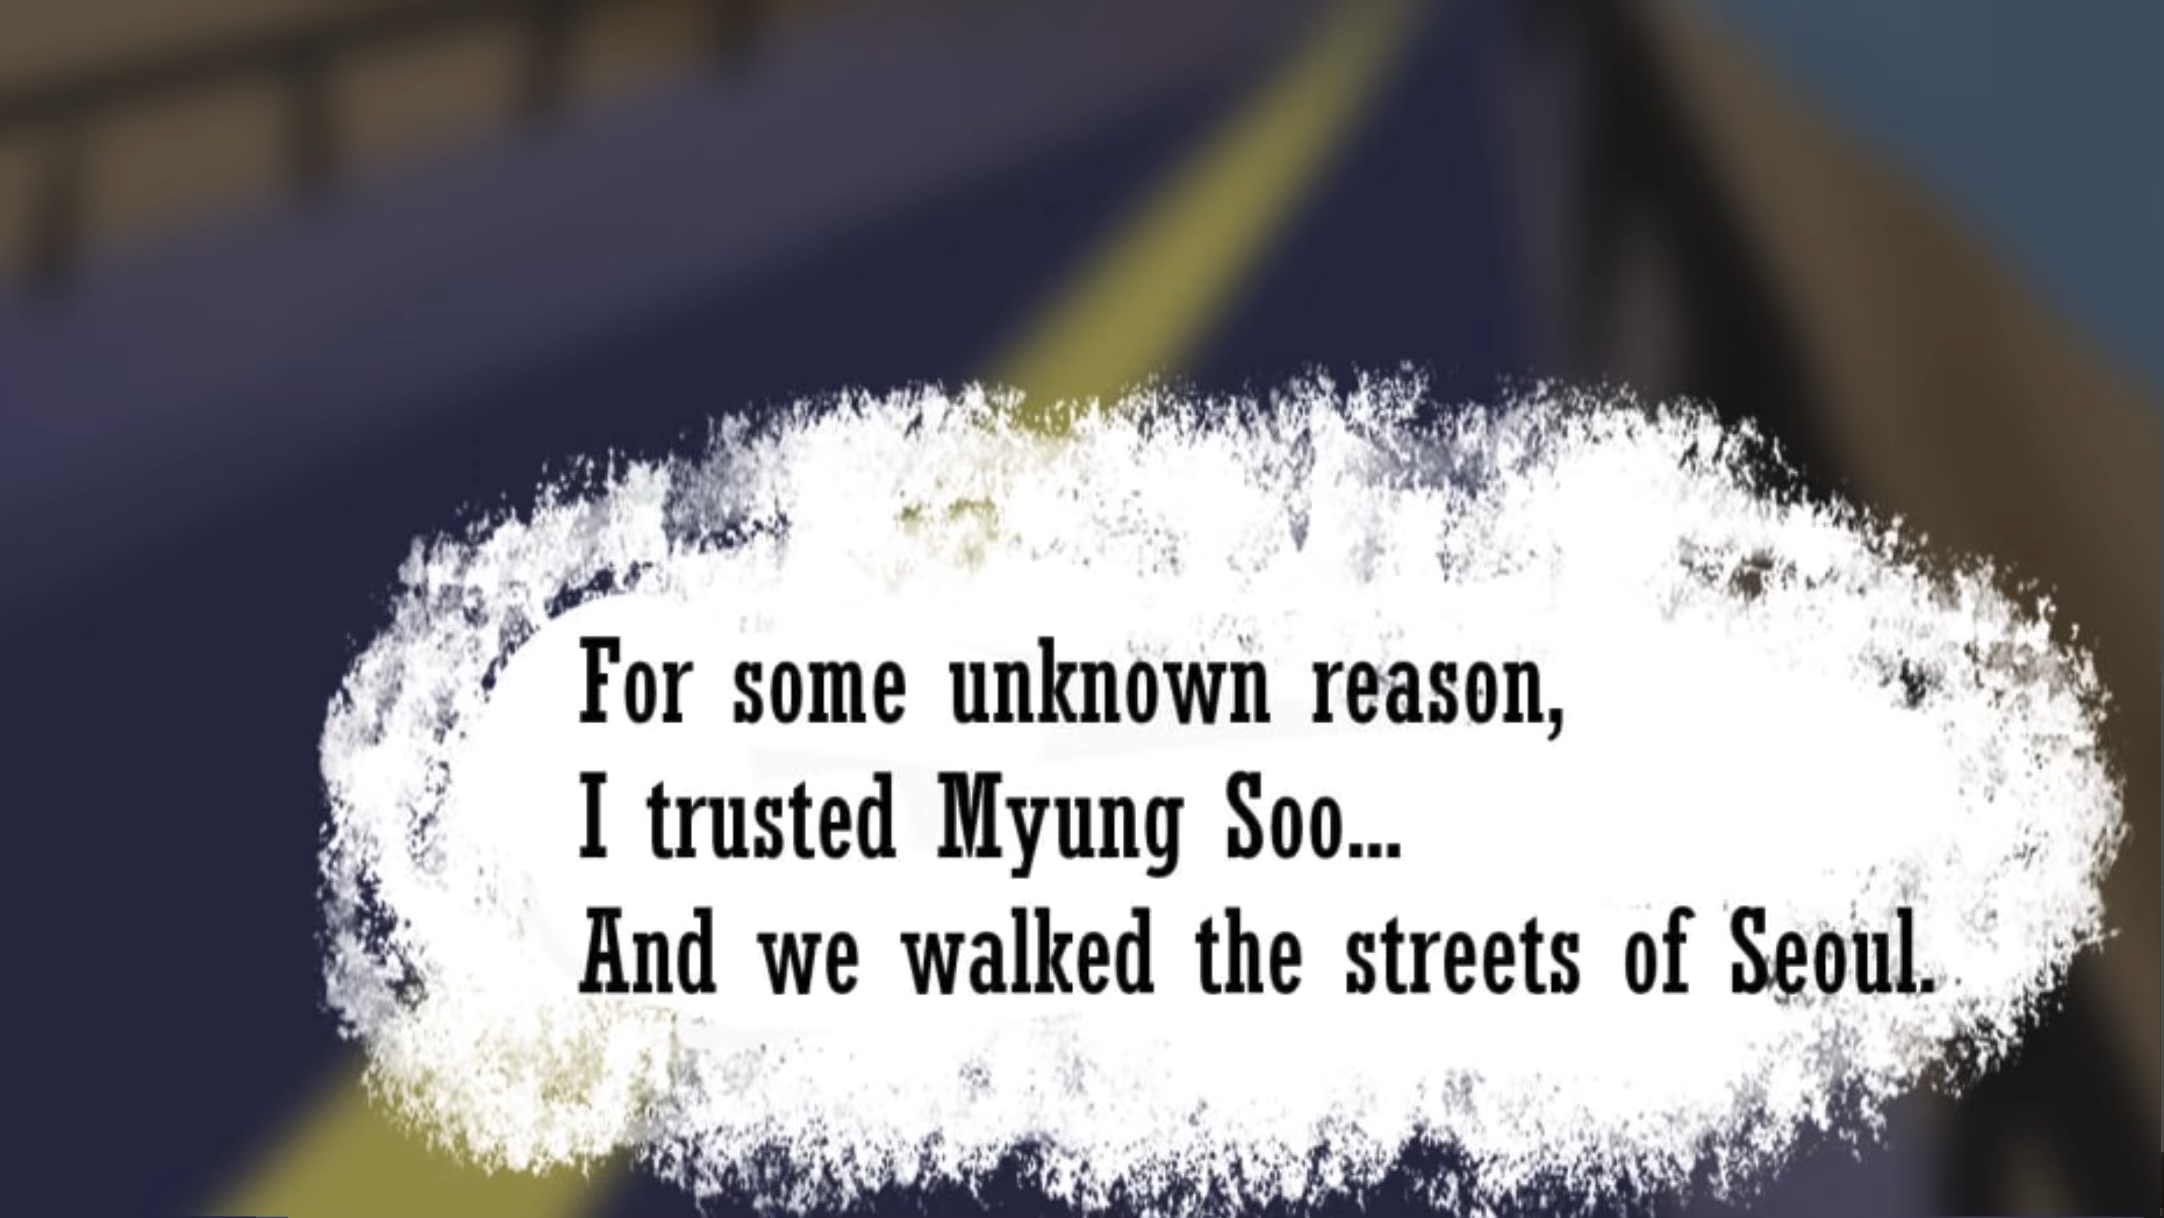 For some unknown reason,
I trusted Myung Soo...
And we walked the streets of Seoul.